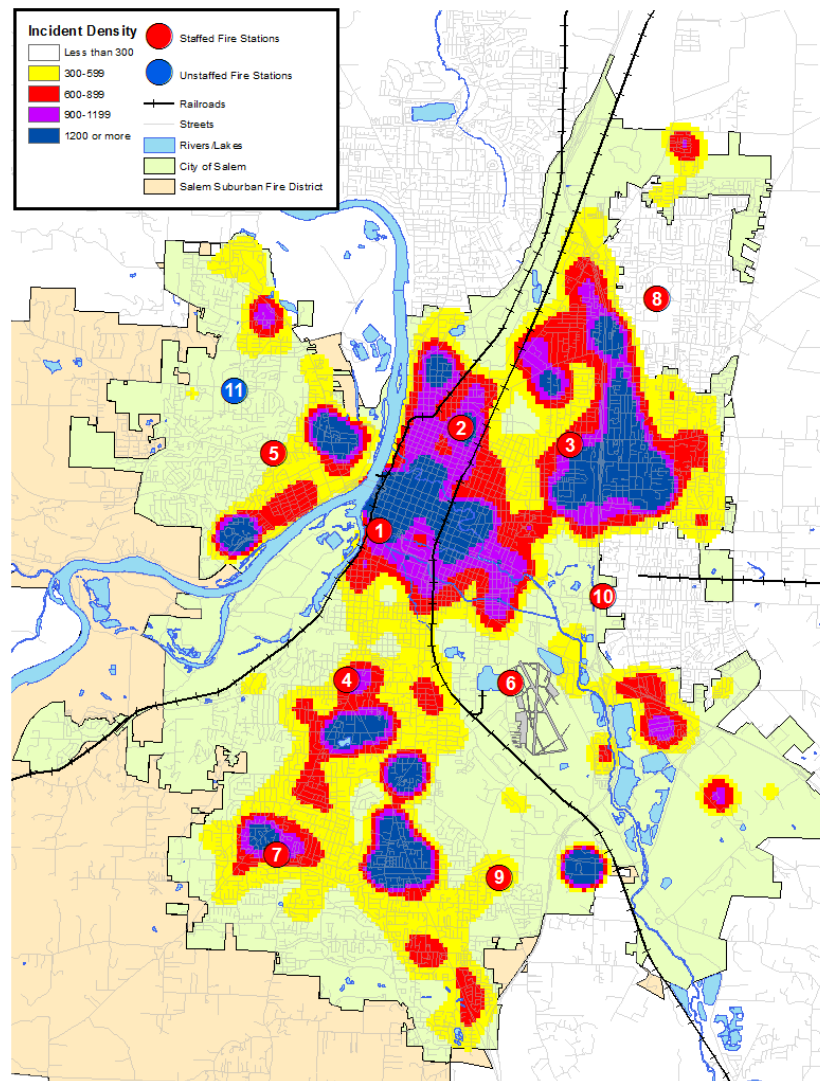 Incident Density
Less than 300
300-599
600-899
900-1199
1200 or more
Staffed Fire Stations
Unstaffed Fire Stations
Railroads
Streets
Rivers/Lakes
City of Salem
Salem Suburban Fire District
8
11
2
3
5
1
10
4
6
7
9